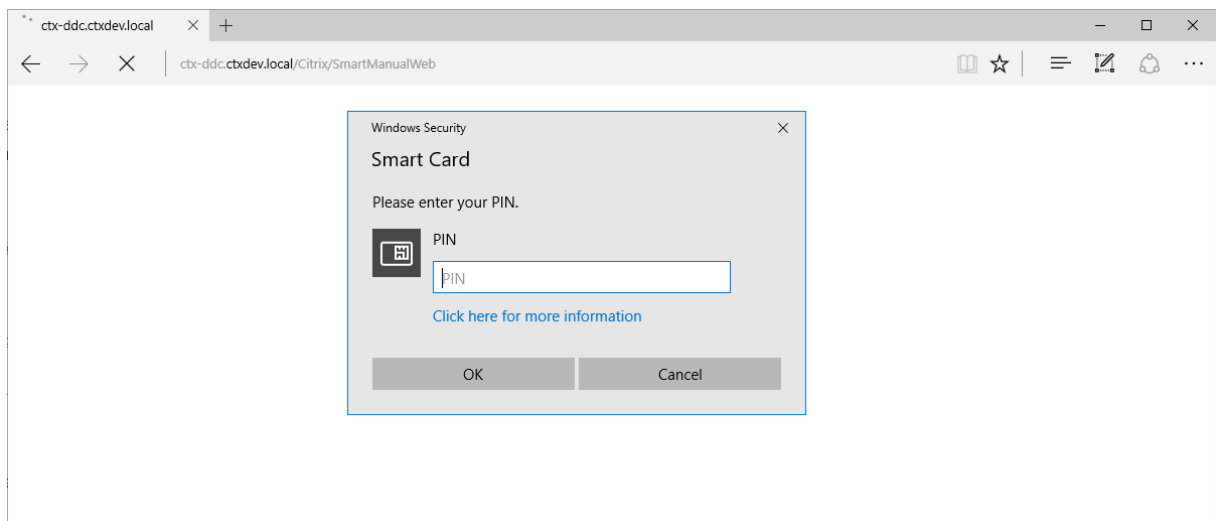 ctx-ddc.ctxdev.local
ctx-ddc.ctxdev.local/Citrix/SmartManualWeb
Windows Security
Smart Card
Please enter your PIN.
PIN
PIN
Click here for more information
OK
Cancel